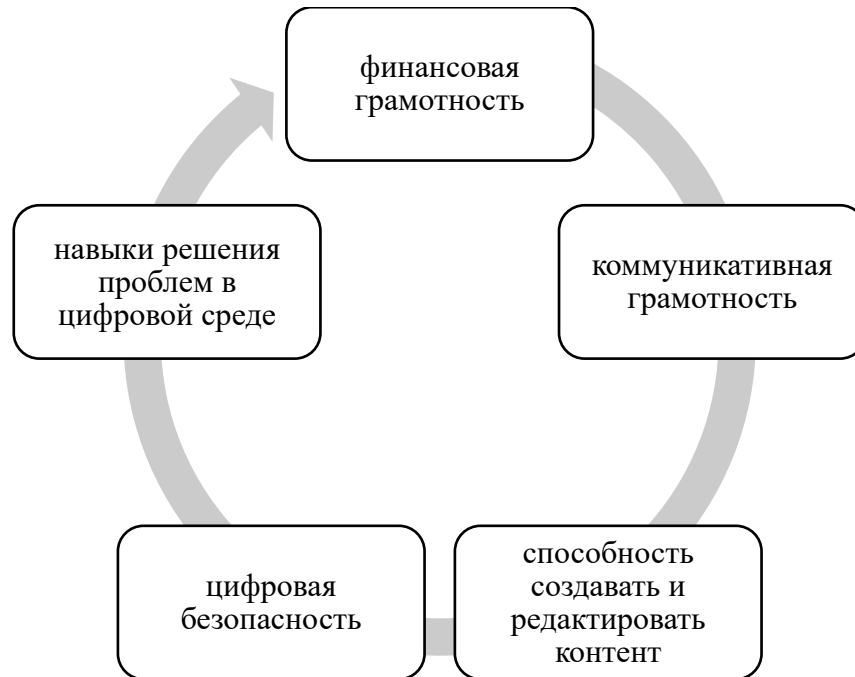 финансовая
грамотность
коммуникативная
грамотность
способность
создавать и
редактировать
контент
цифровая
безопасность
навыки решения
проблем в
цифровой среде